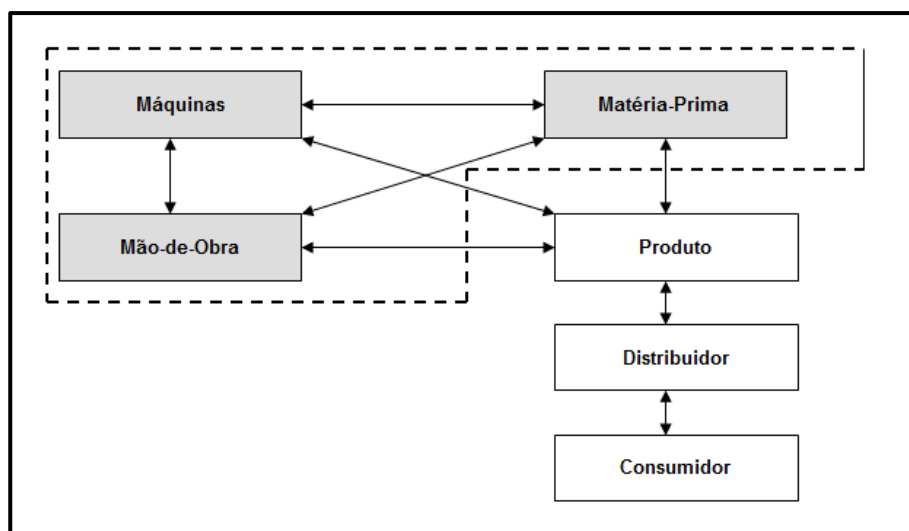 Máquinas
Matéria-Prima
Mão-de-Obra
Produto
Distribuidor
Consumidor